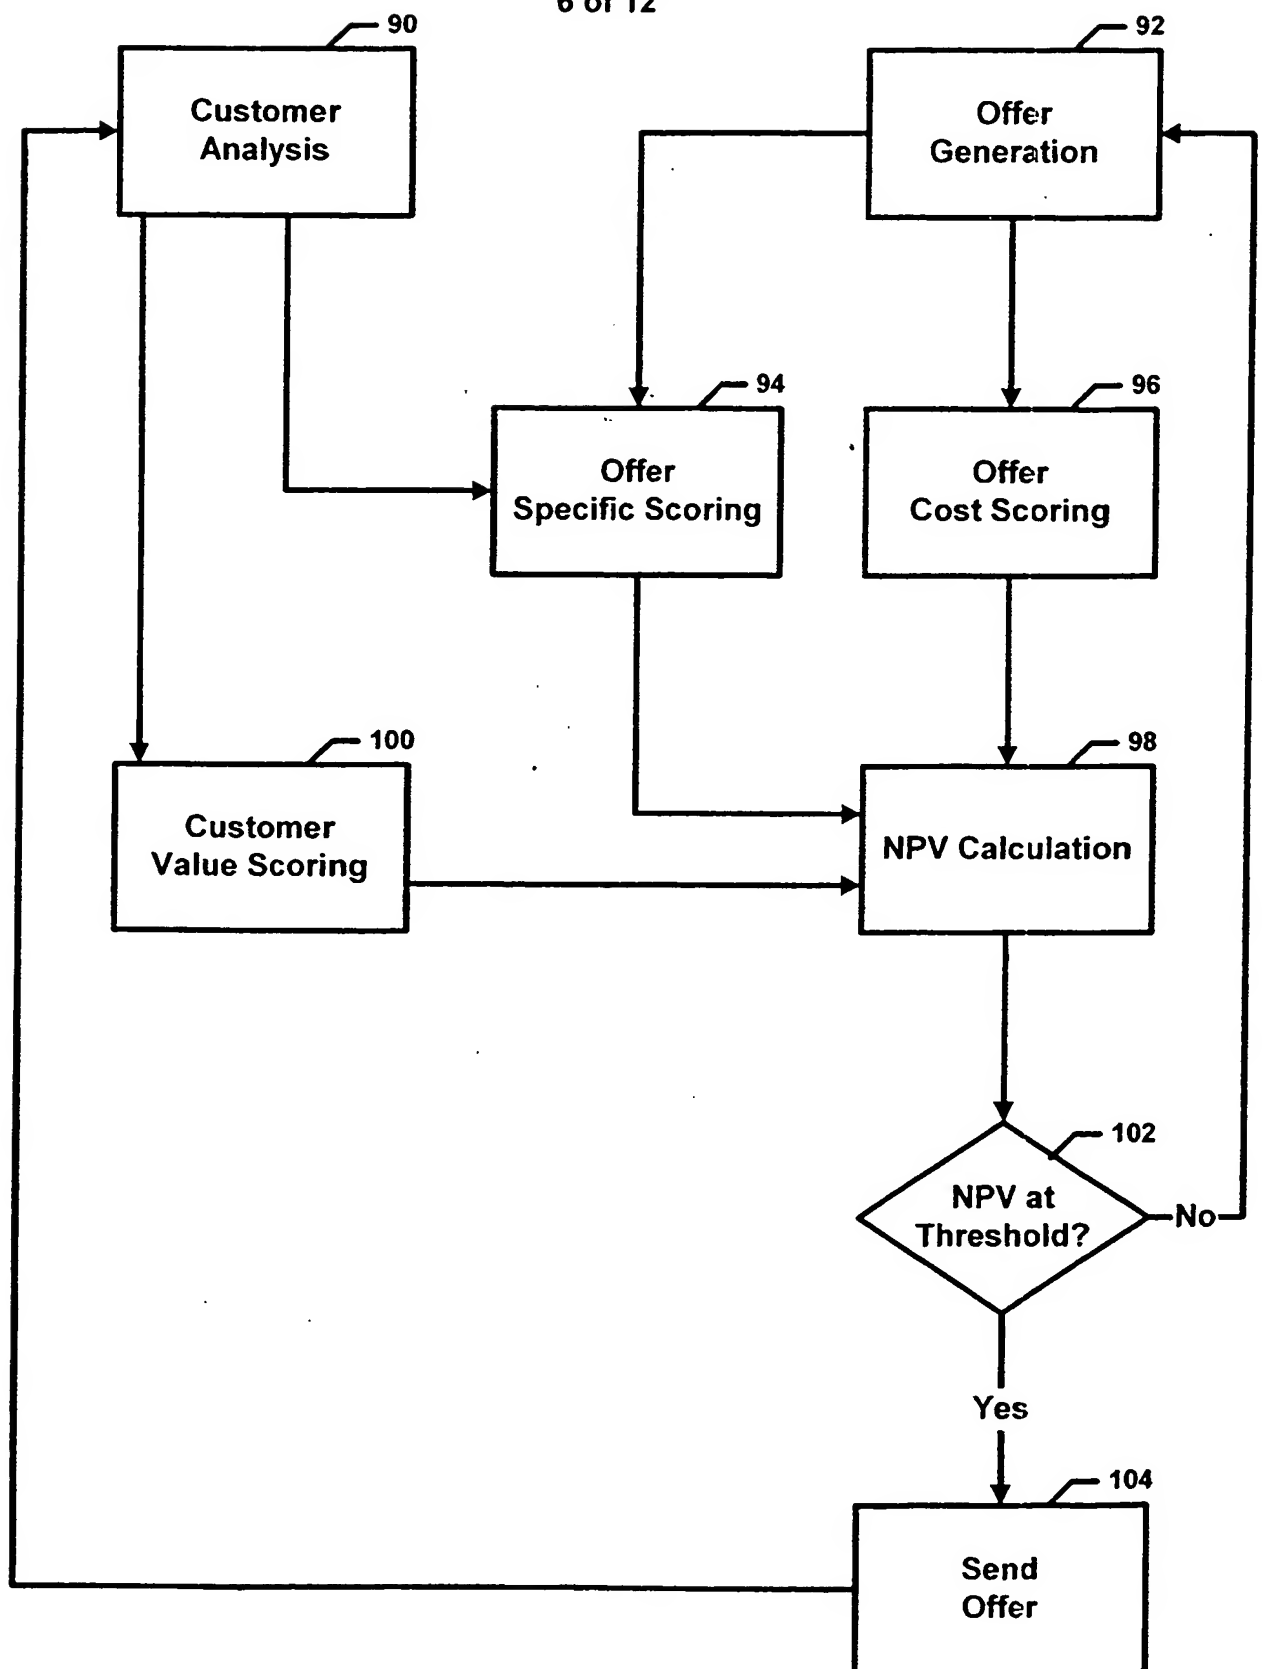 6 of 12
90
92
Customer
Analysis
Offer
Generation
94
96
Offer
Specific Scoring
Offer
Cost Scoring
100
98
Customer
Value Scoring
NPV Calculation
102
NPV at
Threshold?
No
Yes
104
Send
Offer